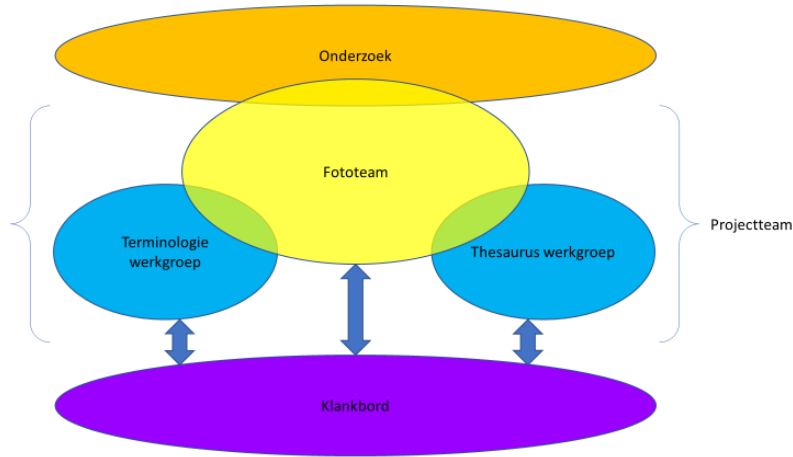 Onderzoek
Fototeam
Projectteam
Terminologie
werkgroep
Thesaurus werkgroep
Klankbord